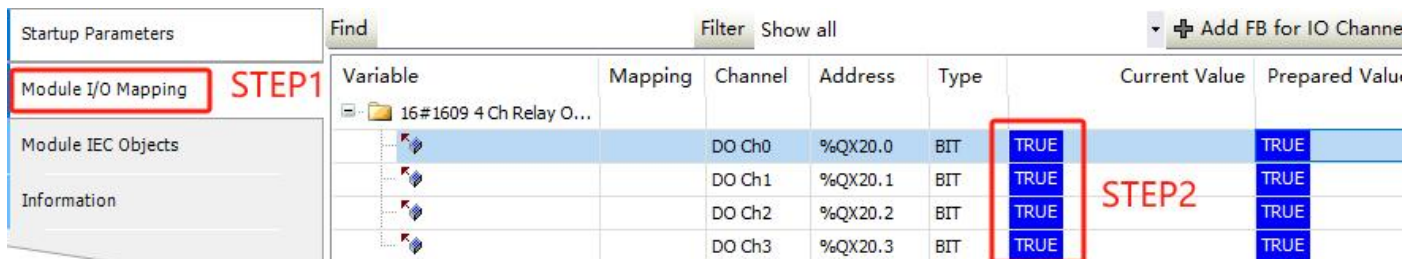 Startup Parameters
Find
Filter Show all
Add FB for IO Channe
Module I/O Mapping
STEP1
Variable Mapping Channel Address Type Current Value Prepared Value
16#1609 4 Ch Relay O...
Module IEC Objects
DO Ch0 %QX20.0 BIT TRUE TRUE
DO Ch1 %QX20.1 BIT TRUE TRUE
Information
STEP2
DO Ch2 %QX20.2 BIT TRUE TRUE
DO Ch3 %QX20.3 BIT TRUE TRUE